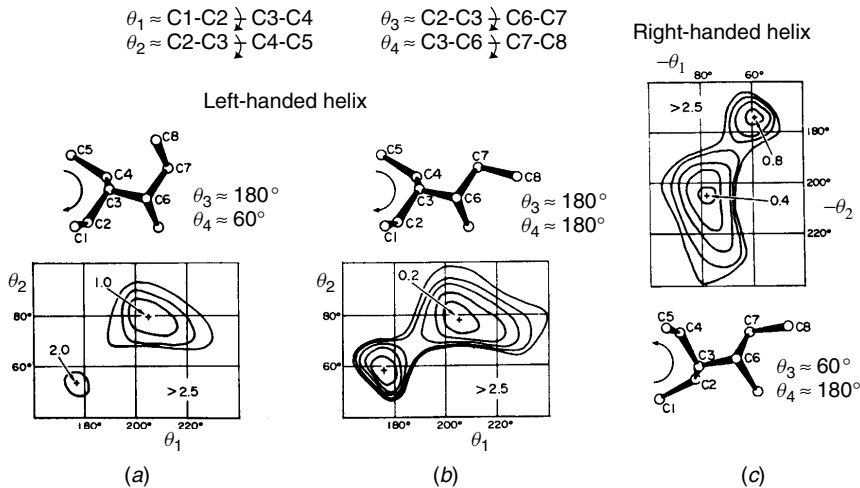 θ1 ≈ C1-C2 C3-C4
θ2 ≈ C2-C3 C4-C5
θ3 ≈ C2-C3 C6-C7
θ4 ≈ C3-C6 C7-C8
Left-handed helix
Right-handed helix
C5
C4
C3
C2
C1
C6
C7
C8
θ3 ≈ 180°
θ4 ≈ 60°
θ2
80°
60°
1.0
2.0
>2.5
180° 200° 220°
θ1
(a)
C5
C4
C3
C2
C1
C6
C7
C8
θ3 ≈ 180°
θ4 ≈ 180°
θ2
80°
60°
0.2
>2.5
180° 200° 220°
θ1
(b)
−θ1
80° 60°
>2.5
0.8
0.4
180°
200°
−θ2
220°
C5
C4
C3
C2
C1
C6
C7
C8
θ3 ≈ 60°
θ4 ≈ 180°
(c)